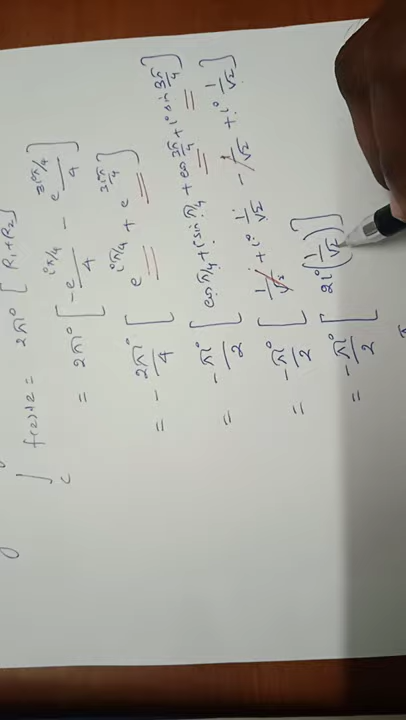 ∫_c f(z)dz = 2πi [R₁+R₂]
= 2πi [ -e^{iπ/4}/4 - e^{3iπ/4}/4 ]
= - 2πi/4 [ e^{iπ/4} + e^{3iπ/4} ]
= -πi/2 [ cos π/4 + i sin π/4 + cos 3π/4 + i sin 3π/4 ]
= -πi/2 [ 1/√2 + i 1/√2 - 1/√2 + i 1/√2 ]
= -πi/2 [ 2i (1/√2) ]